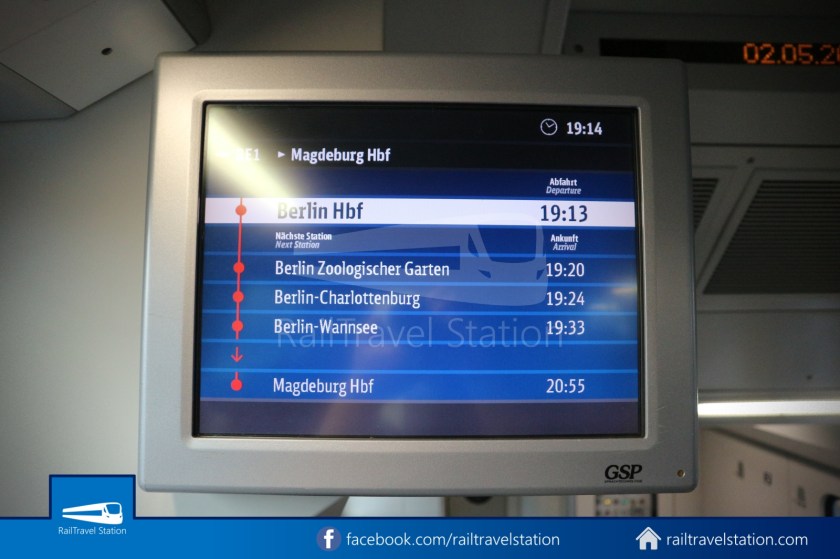 02.05.20
19:14
RE1 ▸ Magdeburg Hbf
Abfahrt
Departure
Berlin Hbf 19:13
Nächste Station Ankunft
Next Station Arrival
Berlin Zoologischer Garten 19:20
Berlin-Charlottenburg 19:24
Berlin-Wannsee 19:33
RailTravel Station
Magdeburg Hbf 20:55
GSP
RailTravel Station
facebook.com/railtravelstation
railtravelstation.com